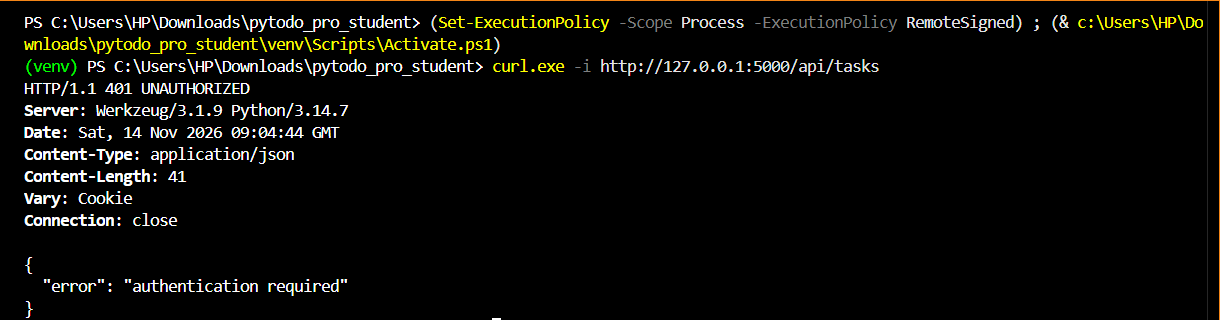 PS C:\Users\HP\Downloads\pytodo_pro_student> (Set-ExecutionPolicy -Scope Process -ExecutionPolicy RemoteSigned) ; (& c:\Users\HP\Do
wnloads\pytodo_pro_student\venv\Scripts\Activate.ps1)
(venv) PS C:\Users\HP\Downloads\pytodo_pro_student> curl.exe -i http://127.0.0.1:5000/api/tasks
HTTP/1.1 401 UNAUTHORIZED
Server: Werkzeug/3.1.9 Python/3.14.7
Date: Sat, 14 Nov 2026 09:04:44 GMT
Content-Type: application/json
Content-Length: 41
Vary: Cookie
Connection: close

{
  "error": "authentication required"
}